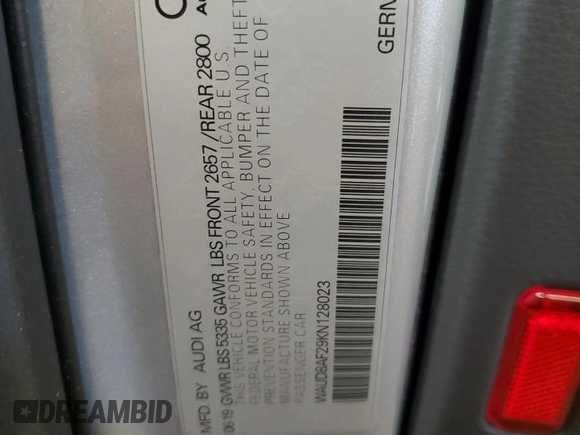 MFD. BY AUDI AG
06/19 GVWR LBS 5335 GAWR LBS FRONT 2657 / REAR 2800
THIS VEHICLE CONFORMS TO ALL APPLICABLE U S
FEDERAL MOTOR VEHICLE SAFETY, BUMPER AND THEFT
PREVENTION STANDARDS IN EFFECT ON THE DATE OF
MANUFACTURE SHOWN ABOVE
PASSENGER CAR
WAUD8AF29KN128023
GERM
DREAMBID